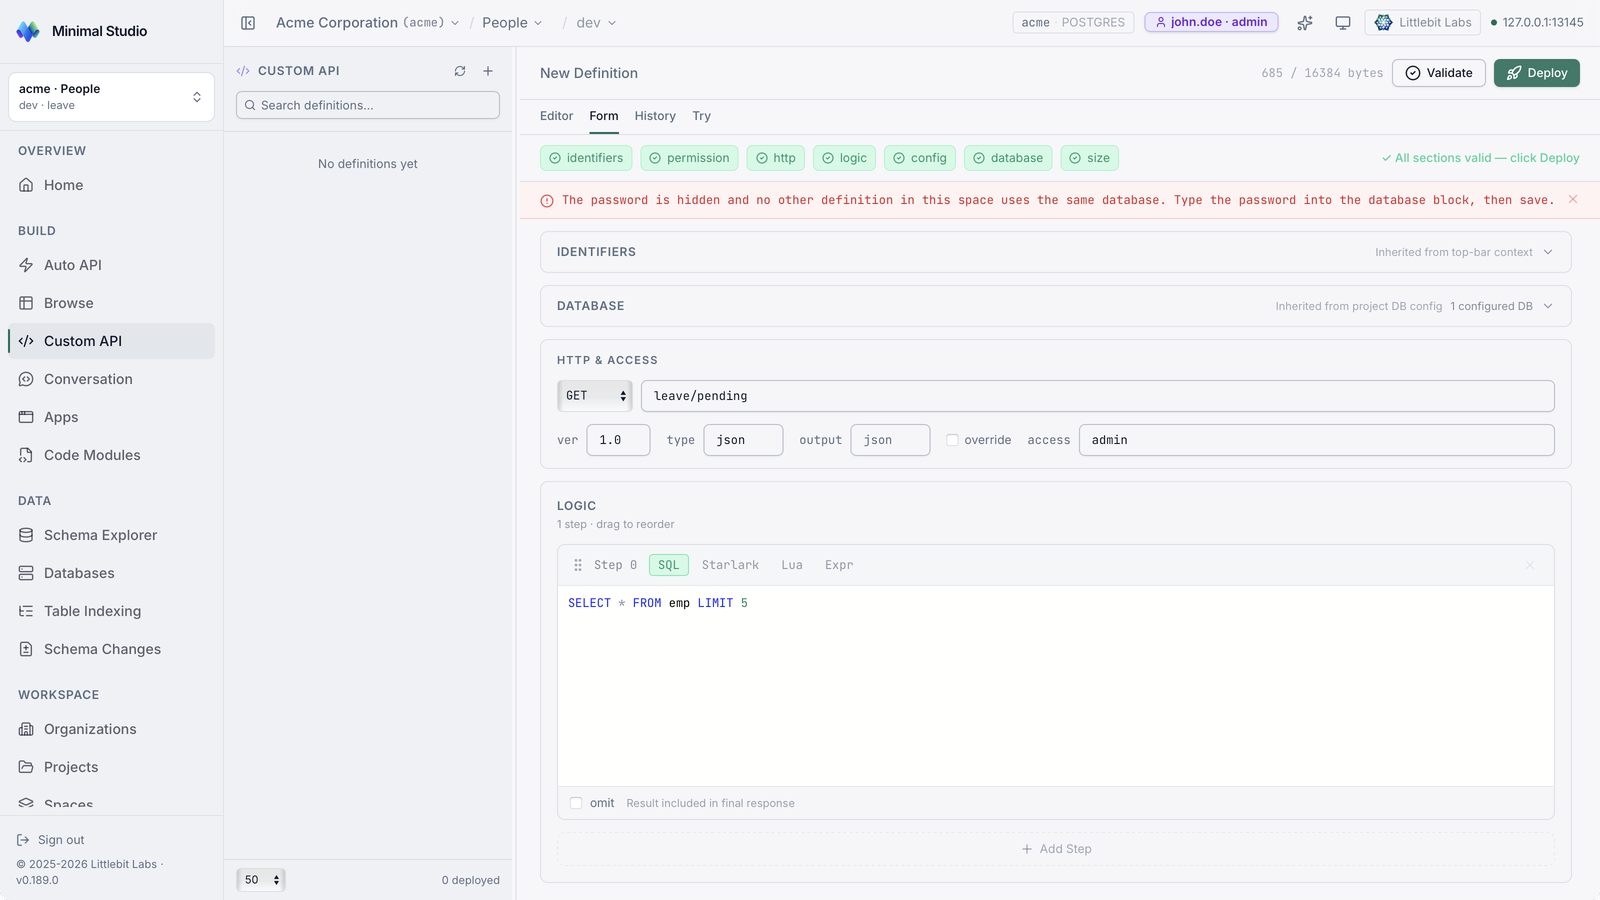 Minimal Studio
acme · People
dev · leave
OVERVIEW
Home
BUILD
Auto API
Browse
Custom API
Conversation
Apps
Code Modules
DATA
Schema Explorer
Databases
Table Indexing
Schema Changes
WORKSPACE
Organizations
Projects
Spaces
Sign out
© 2025-2026 Littlebit Labs ·
v0.189.0
Acme Corporation (acme) / People / dev
acme · POSTGRES
john.doe · admin
Littlebit Labs
127.0.0.1:13145
CUSTOM API
Search definitions...
No definitions yet
50
0 deployed
New Definition
685 / 16384 bytes
Validate
Deploy
Editor Form History Try
identifiers permission http logic config database size
✓ All sections valid — click Deploy
The password is hidden and no other definition in this space uses the same database. Type the password into the database block, then save.
IDENTIFIERS
Inherited from top-bar context
DATABASE
Inherited from project DB config 1 configured DB
HTTP & ACCESS
GET leave/pending
ver 1.0 type json output json override access admin
LOGIC
1 step · drag to reorder
Step 0 SQL Starlark Lua Expr
SELECT * FROM emp LIMIT 5
omit Result included in final response
+ Add Step